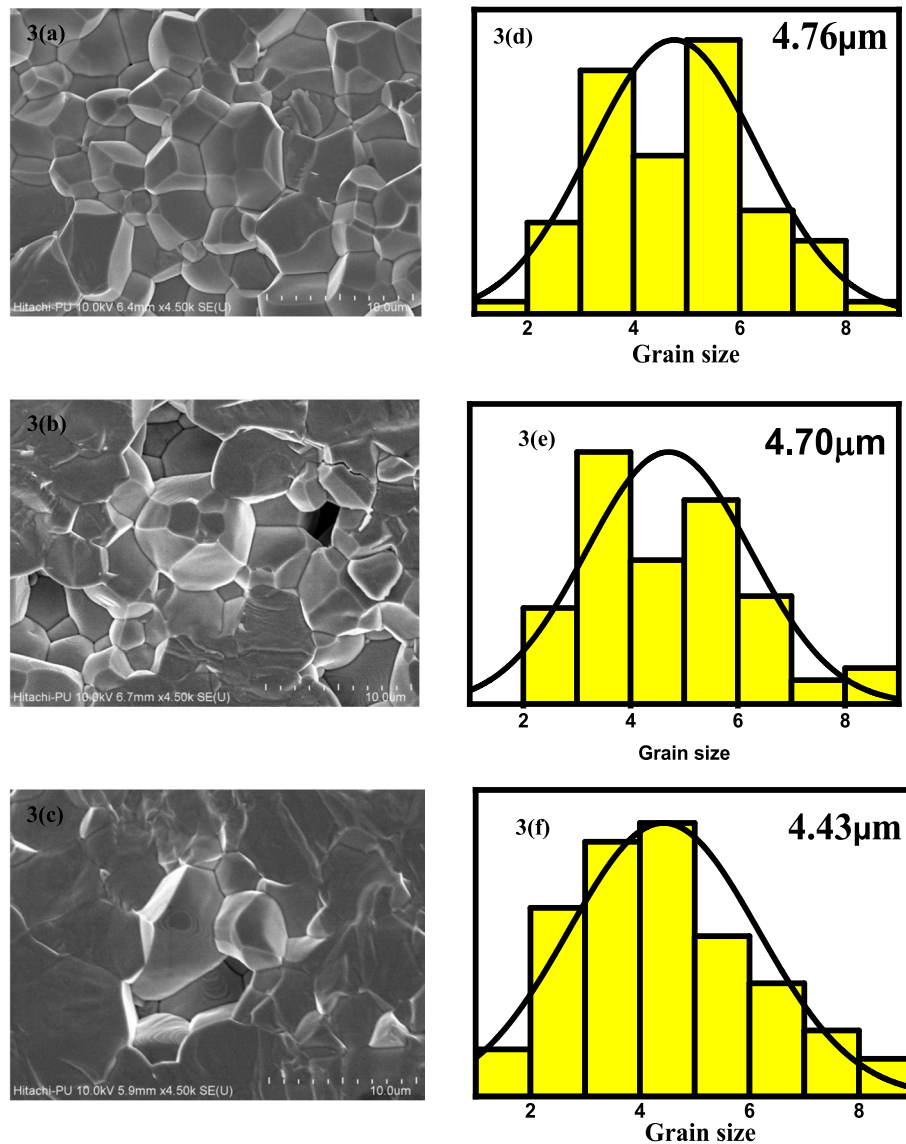 3(a)
Hitachi-PU 10.0kV 6.4mm x4.50k SE(U)
10.0um
3(d)
4.76μm
2 4 6 8
Grain size
3(b)
Hitachi-PU 10.0kV 6.7mm x4.50k SE(U)
10.0um
3(e)
4.70μm
2 4 6 8
Grain size
3(c)
Hitachi-PU 10.0kV 5.9mm x4.50k SE(U)
10.0um
3(f)
4.43μm
2 4 6 8
Grain size